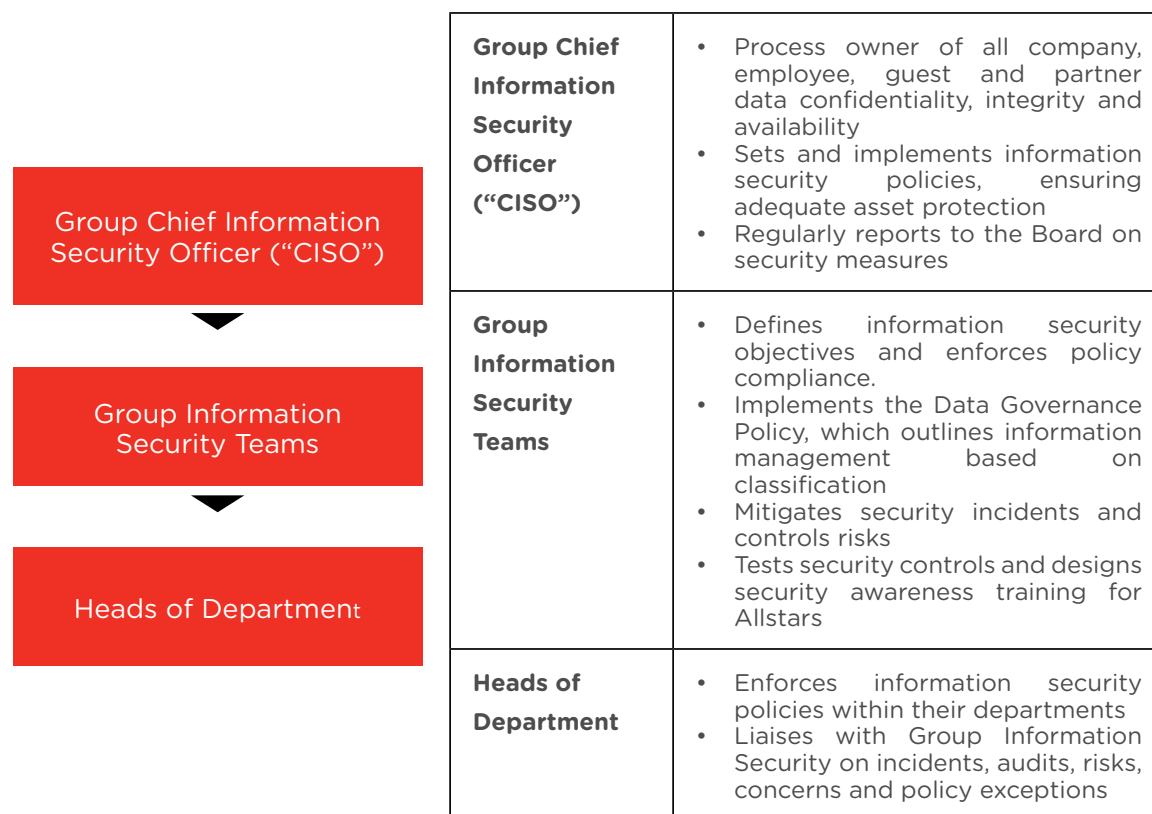 Group Chief Information
Security Officer (“CISO”)
Group Information
Security Teams
Heads of Department
Group Chief
Information
Security
Officer
(“CISO”)
• Process owner of all company,
employee, guest and partner
data confidentiality, integrity and
availability
• Sets and implements information
security policies, ensuring
adequate asset protection
• Regularly reports to the Board on
security measures
Group
Information
Security
Teams
• Defines information security
objectives and enforces policy
compliance.
• Implements the Data Governance
Policy, which outlines information
management based on
classification
• Mitigates security incidents and
controls risks
• Tests security controls and designs
security awareness training for
Allstars
Heads of
Department
• Enforces information security
policies within their departments
• Liaises with Group Information
Security on incidents, audits, risks,
concerns and policy exceptions